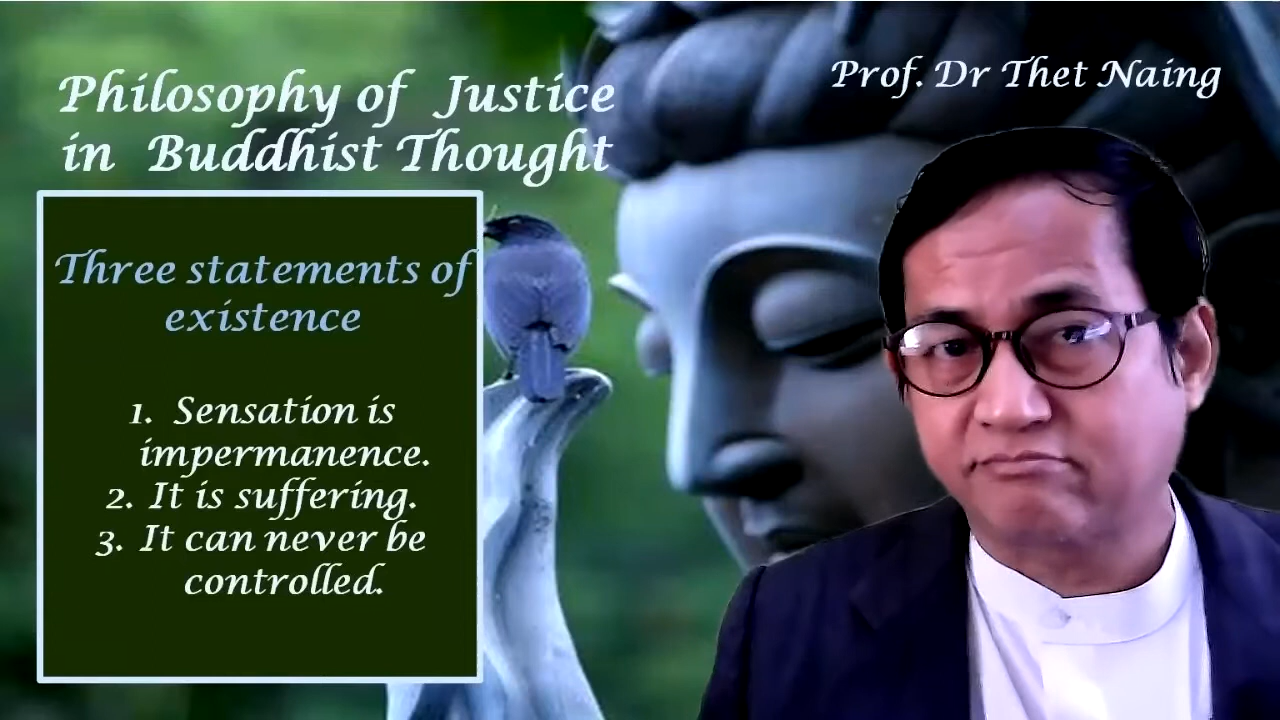 Philosophy of Justice
in Buddhist Thought
Prof. Dr Thet Naing
Three statements of
existence
1. Sensation is
impermanence.
2. It is suffering.
3. It can never be
controlled.